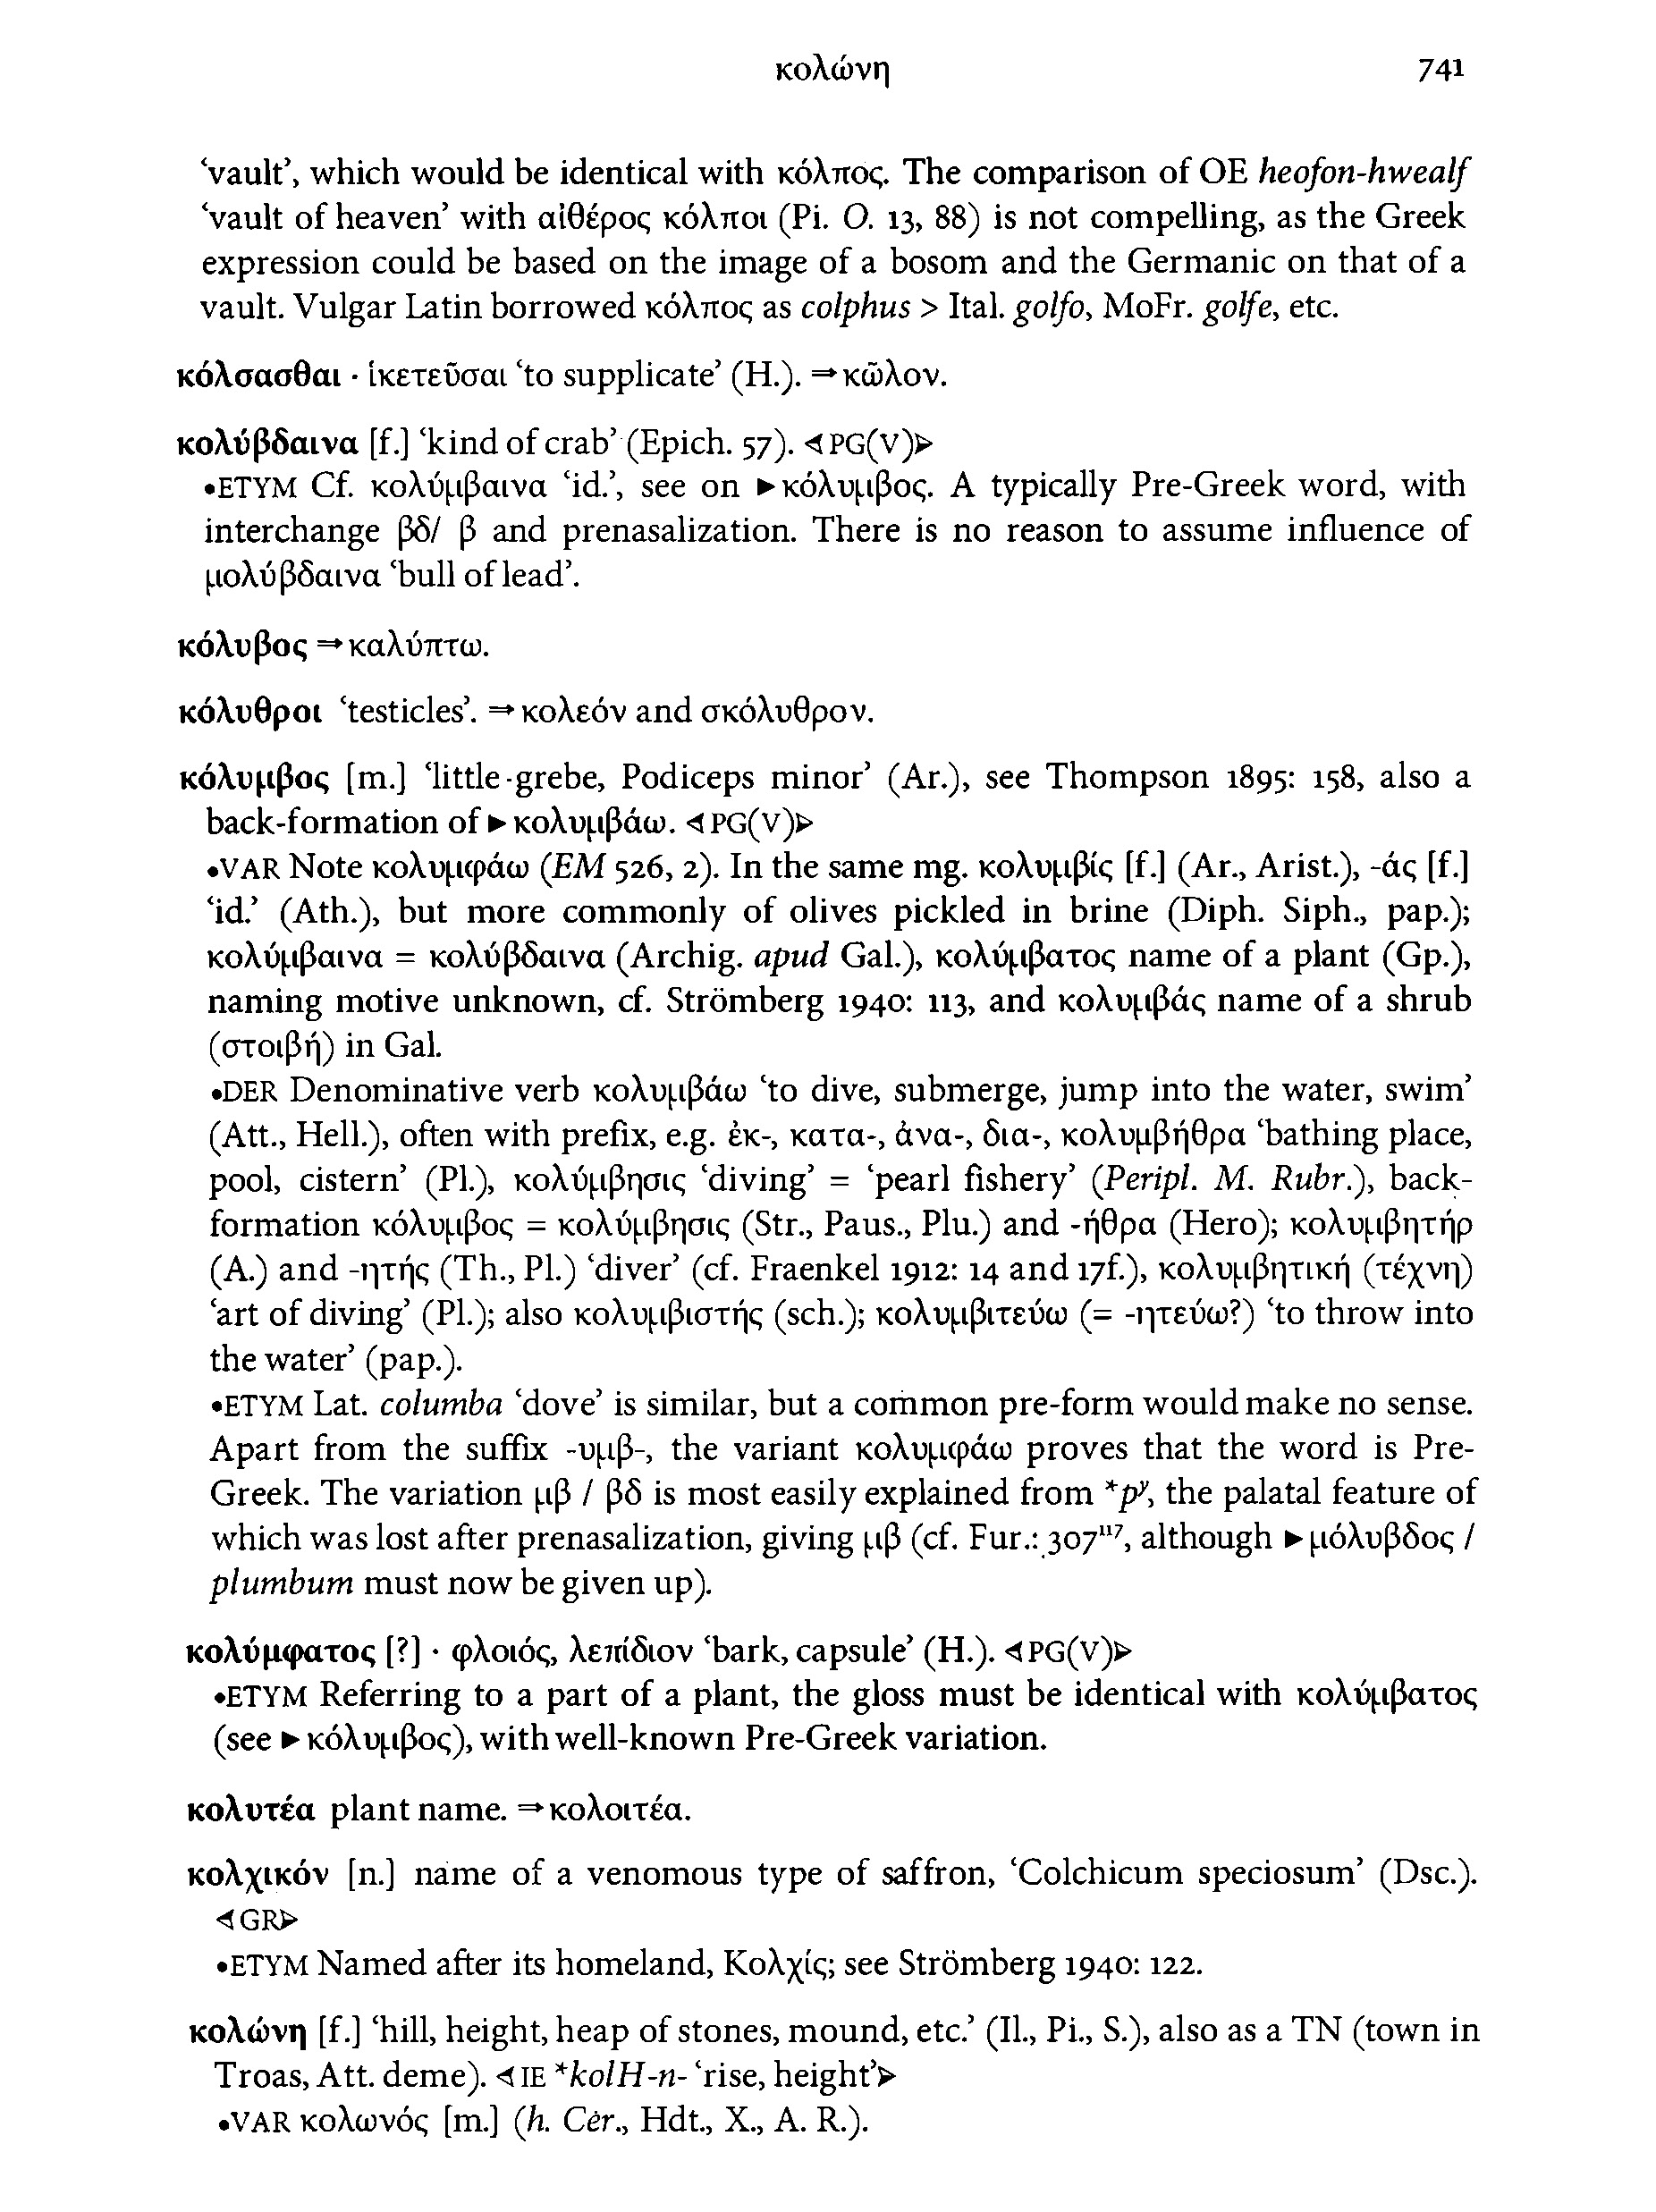 κολώνη 741
‘vault’, which would be identical with κόλπος. The comparison of OE heofon-hwealf
‘vault of heaven’ with αἰθέρος κόλποι (Pi. O. 13, 88) is not compelling, as the Greek
expression could be based on the image of a bosom and the Germanic on that of a
vault. Vulgar Latin borrowed κόλπος as colphus > Ital. golfo, MoFr. golfe, etc.
κόλσασθαι · ἱκετεῦσαι ‘to supplicate’ (H.). ⇒κῶλον.
κολύβδαινα [f.] ‘kind of crab’ (Epich. 57). ◁PG(V)▷
•ETYM Cf. κολύμβαινα ‘id.’, see on ►κόλυμβος. A typically Pre-Greek word, with
interchange βδ/ β and prenasalization. There is no reason to assume influence of
μολύβδαινα ‘bull of lead’.
κόλυβος ⇒καλύπτω.
κόλυθροι ‘testicles’. ⇒κολεόν and σκόλυθρον.
κόλυμβος [m.] ‘little-grebe, Podiceps minor’ (Ar.), see Thompson 1895: 158, also a
back-formation of ►κολυμβάω. ◁PG(V)▷
•VAR Note κολυμφάω (EM 526, 2). In the same mg. κολυμβίς [f.] (Ar., Arist.), -άς [f.]
‘id.’ (Ath.), but more commonly of olives pickled in brine (Diph. Siph., pap.);
κολύμβαινα = κολύβδαινα (Archig. apud Gal.), κολύμβατος name of a plant (Gp.),
naming motive unknown, cf. Strömberg 1940: 113, and κολυμβάς name of a shrub
(στοιβή) in Gal.
•DER Denominative verb κολυμβάω ‘to dive, submerge, jump into the water, swim’
(Att., Hell.), often with prefix, e.g. ἐκ-, κατα-, ἀνα-, δια-, κολυμβήθρα ‘bathing place,
pool, cistern’ (Pl.), κολύμβησις ‘diving’ = ‘pearl fishery’ (Peripl. M. Rubr.), back-
formation κόλυμβος = κολύμβησις (Str., Paus., Plu.) and -ήθρα (Hero); κολυμβητήρ
(A.) and -ητής (Th., Pl.) ‘diver’ (cf. Fraenkel 1912: 14 and 17f.), κολυμβητική (τέχνη)
‘art of diving’ (Pl.); also κολυμβιστής (sch.); κολυμβιτεύω (= -ητεύω?) ‘to throw into
the water’ (pap.).
•ETYM Lat. columba ‘dove’ is similar, but a common pre-form would make no sense.
Apart from the suffix -υμβ-, the variant κολυμφάω proves that the word is Pre-
Greek. The variation μβ / βδ is most easily explained from *pʸ, the palatal feature of
which was lost after prenasalization, giving μβ (cf. Fur.: 307¹¹⁷, although ►μόλυβδος /
plumbum must now be given up).
κολύμφατος [?] · φλοιός, λεπίδιον ‘bark, capsule’ (H.). ◁PG(V)▷
•ETYM Referring to a part of a plant, the gloss must be identical with κολύμβατος
(see ►κόλυμβος), with well-known Pre-Greek variation.
κολυτέα plant name. ⇒κολοιτέα.
κολχικόν [n.] name of a venomous type of saffron, ‘Colchicum speciosum’ (Dsc.).
◁GR▷
•ETYM Named after its homeland, Κολχίς; see Strömberg 1940: 122.
κολώνη [f.] ‘hill, height, heap of stones, mound, etc.’ (Il., Pi., S.), also as a TN (town in
Troas, Att. deme). ◁IE *kolH-n- ‘rise, height’▷
•VAR κολωνός [m.] (h. Cer., Hdt., X., A. R.).